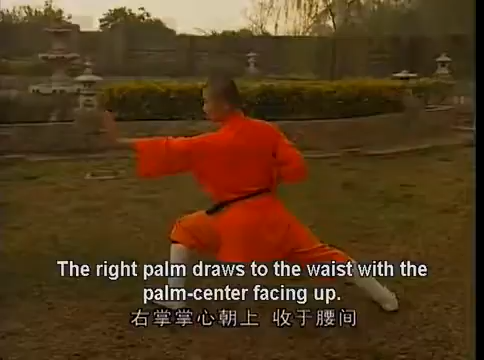 The right palm draws to the waist with the
palm-center facing up.
右掌掌心朝上 收于腰间